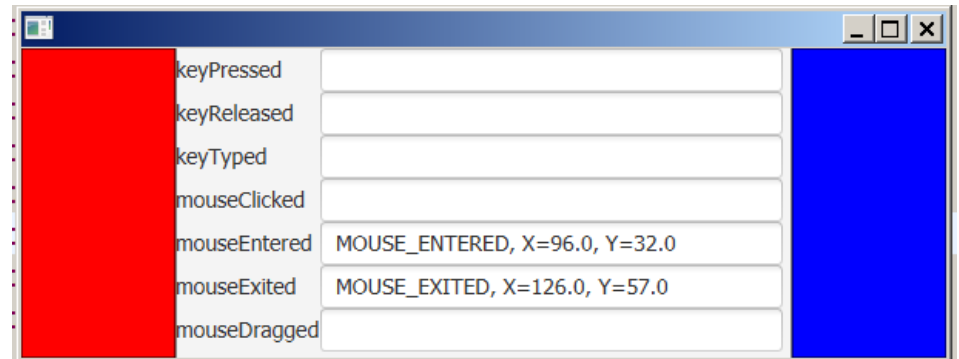 keyPressed
keyReleased
keyTyped
mouseClicked
mouseEntered MOUSE_ENTERED, X=96.0, Y=32.0
mouseExited MOUSE_EXITED, X=126.0, Y=57.0
mouseDragged